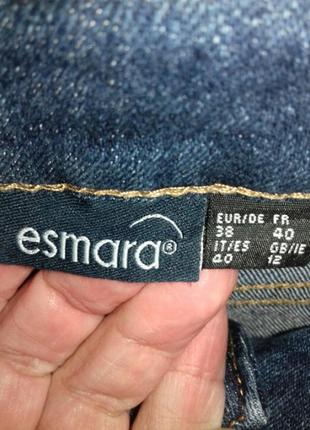 esmara®
EUR/DE FR
38 40
IT/ES GB/IE
40 12